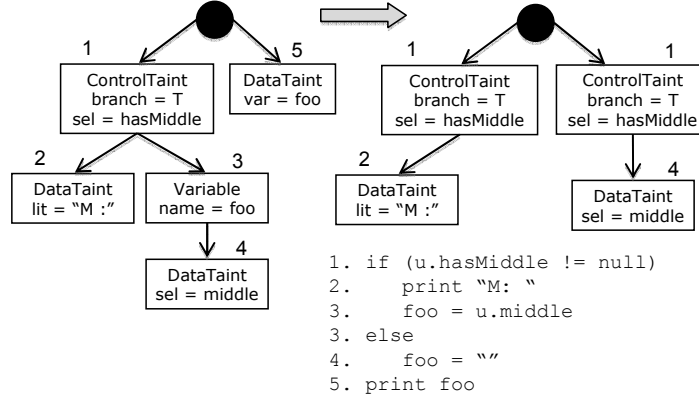 1
5
ControlTaint
branch = T
sel = hasMiddle
DataTaint
var = foo
2
3
DataTaint
lit = “M :”
Variable
name = foo
4
DataTaint
sel = middle
1
1
ControlTaint
branch = T
sel = hasMiddle
ControlTaint
branch = T
sel = hasMiddle
2
4
DataTaint
lit = “M :”
DataTaint
sel = middle
1. if (u.hasMiddle != null)
2. print “M: “
3. foo = u.middle
3. else
4. foo = “”
5. print foo